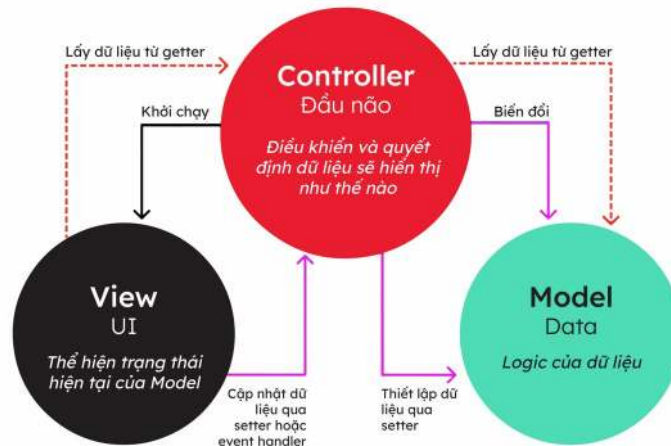 Lấy dữ liệu từ getter
Controller
Đầu não
Điều khiển và quyết
định dữ liệu sẽ hiển thị
như thế nào
Lấy dữ liệu từ getter
Khởi chạy
Biến đổi
View
UI
Thể hiện trạng thái
hiện tại của Model
Model
Data
Logic của dữ liệu
Cập nhật dữ
liệu qua
setter hoặc
event handler
Thiết lập dữ
liệu qua
setter